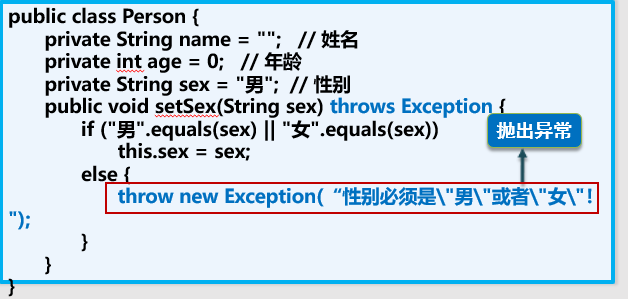 public class Person {
private String name = "";   // 姓名
private int age = 0;   // 年龄
private String sex = "男";  // 性别
public void setSex(String sex) throws Exception {
if ("男".equals(sex) || "女".equals(sex))
this.sex = sex;
抛出异常
else {
throw new Exception( “性别必须是\"男\"或者\"女\"!
");
}
}
}